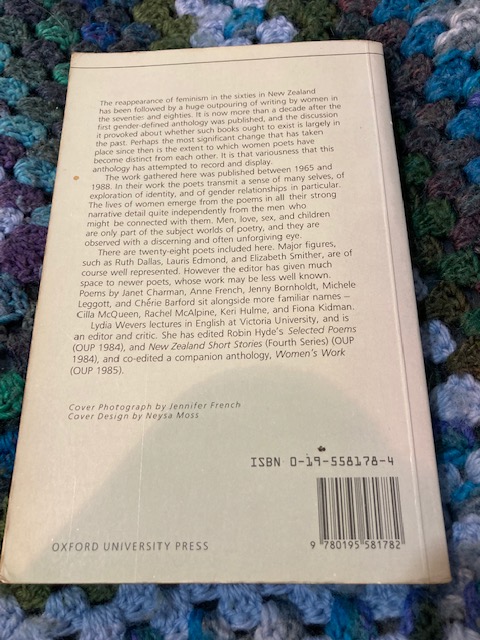 The reappearance of feminism in the sixties in New Zealand
has been followed by a huge outpouring of writing by women in
the seventies and eighties. It is now more than a decade after the
first gender-defined anthology was published, and the discussion
it provoked about whether such books ought to exist is largely in
the past. Perhaps the most significant change that has taken
place since then is the extent to which women poets have
become distinct from each other. It is that variousness that this
anthology has attempted to record and display.
The work gathered here was published between 1965 and
1988. In their work the poets transmit a sense of many selves, of
exploration of identity, and of gender relationships in particular.
The lives of women emerge from the poems in all their strong
narrative detail quite independently from the men who
might be connected with them. Men, love, sex, and children
are only part of the subject worlds of poetry, and they are
observed with a discerning and often unforgiving eye.
There are twenty-eight poets included here. Major figures,
such as Ruth Dallas, Lauris Edmond, and Elizabeth Smither, are of
course well represented. However the editor has given much
space to newer poets, whose work may be less well known.
Poems by Janet Charman, Anne French, Jenny Bornholdt, Michele
Leggott, and Chérie Barford sit alongside more familiar names –
Cilla McQueen, Rachel McAlpine, Keri Hulme, and Fiona Kidman.
Lydia Wevers lectures in English at Victoria University, and is
an editor and critic. She has edited Robin Hyde's Selected Poems
(OUP 1984), and New Zealand Short Stories (Fourth Series) (OUP
1984), and co-edited a companion anthology, Women's Work
(OUP 1985).
Cover Photograph by Jennifer French
Cover Design by Neysa Moss
ISBN 0-19-558178-4
9 780195 581782
OXFORD UNIVERSITY PRESS